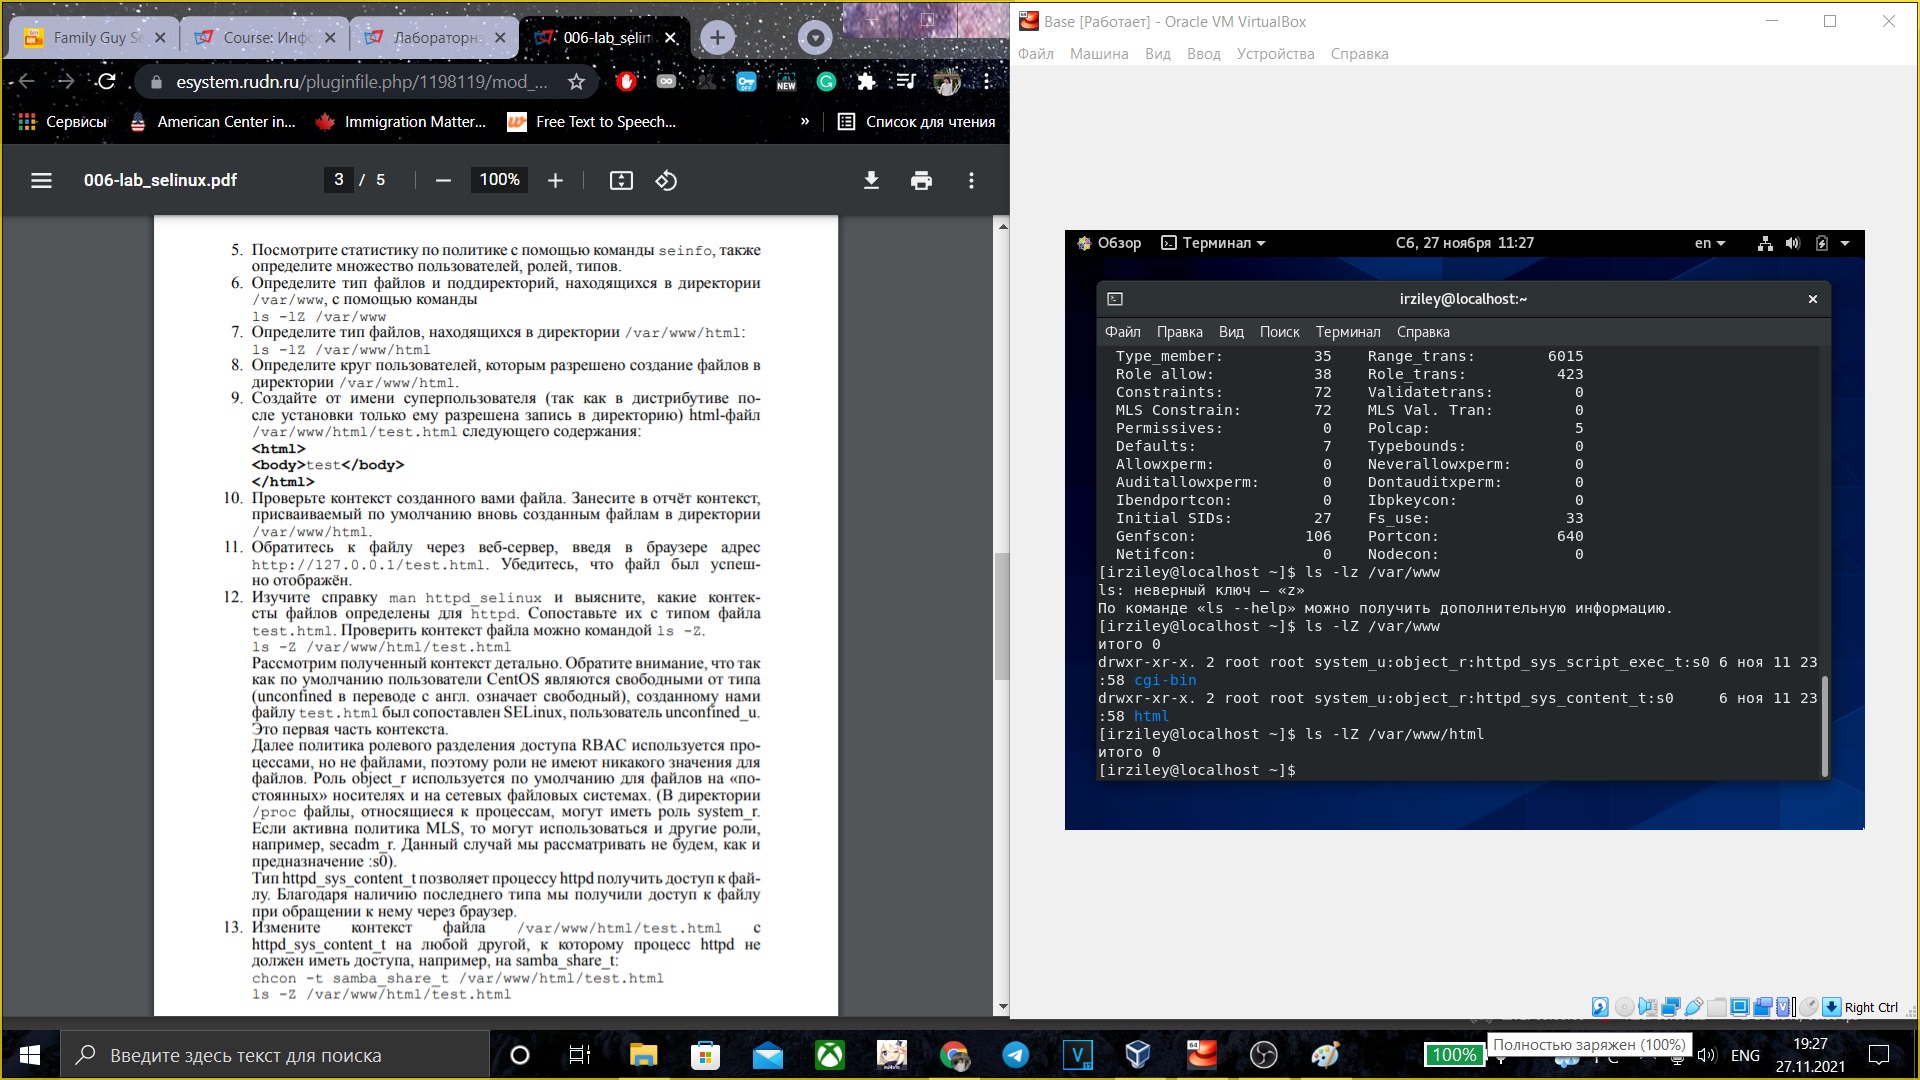 Family Guy S
Course: Инфо
Лабораторн
006-lab_selin
esystem.rudn.ru/pluginfile.php/1198119/mod_...
NEW
Сервисы
American Center in...
Immigration Matter...
Free Text to Speech...
»
Список для чтения
006-lab_selinux.pdf
3 / 5
100%
5. Посмотрите статистику по политике с помощью команды seinfo, также
определите множество пользователей, ролей, типов.
6. Определите тип файлов и поддиректорий, находящихся в директории
/var/www, с помощью команды
ls -lZ /var/www
7. Определите тип файлов, находящихся в директории /var/www/html:
ls -lZ /var/www/html
8. Определите круг пользователей, которым разрешено создание файлов в
директории /var/www/html.
9. Создайте от имени суперпользователя (так как в дистрибутиве по-
сле установки только ему разрешена запись в директорию) html-файл
/var/www/html/test.html следующего содержания:
<html>
<body>test</body>
</html>
10. Проверьте контекст созданного вами файла. Занесите в отчёт контекст,
присваиваемый по умолчанию вновь созданным файлам в директории
/var/www/html.
11. Обратитесь к файлу через веб-сервер, введя в браузере адрес
http://127.0.0.1/test.html. Убедитесь, что файл был успеш-
но отображён.
12. Изучите справку man httpd_selinux и выясните, какие контек-
сты файлов определены для httpd. Сопоставьте их с типом файла
test.html. Проверить контекст файла можно командой ls -Z.
ls -Z /var/www/html/test.html
Рассмотрим полученный контекст детально. Обратите внимание, что так
как по умолчанию пользователи CentOS являются свободными от типа
(unconfined в переводе с англ. означает свободный), созданному нами
файлу test.html был сопоставлен SELinux, пользователь unconfined_u.
Это первая часть контекста.
Далее политика ролевого разделения доступа RBAC используется про-
цессами, но не файлами, поэтому роли не имеют никакого значения для
файлов. Роль object_r используется по умолчанию для файлов на «по-
стоянных» носителях и на сетевых файловых системах. (В директории
/proc файлы, относящиеся к процессам, могут иметь роль system_r.
Если активна политика MLS, то могут использоваться и другие роли,
например, secadm_r. Данный случай мы рассматривать не будем, как и
предназначение :s0).
Тип httpd_sys_content_t позволяет процессу httpd получить доступ к фай-
лу. Благодаря наличию последнего типа мы получили доступ к файлу
при обращении к нему через браузер.
13. Измените контекст файла /var/www/html/test.html с
httpd_sys_content_t на любой другой, к которому процесс httpd не
должен иметь доступа, например, на samba_share_t:
chcon -t samba_share_t /var/www/html/test.html
ls -Z /var/www/html/test.html
Base [Работает] - Oracle VM VirtualBox
Файл Машина Вид Ввод Устройства Справка
Обзор Терминал Сб, 27 ноября 11:27 en
irziley@localhost:~
Файл Правка Вид Поиск Терминал Справка
Type_member: 35 Range_trans: 6015
Role allow: 38 Role_trans: 423
Constraints: 72 Validatetrans: 0
MLS Constrain: 72 MLS Val. Tran: 0
Permissives: 0 Polcap: 5
Defaults: 7 Typebounds: 0
Allowxperm: 0 Neverallowxperm: 0
Auditallowxperm: 0 Dontauditxperm: 0
Ibendportcon: 0 Ibpkeycon: 0
Initial SIDs: 27 Fs_use: 33
Genfscon: 106 Portcon: 640
Netifcon: 0 Nodecon: 0
[irziley@localhost ~]$ ls -lz /var/www
ls: неверный ключ — «z»
По команде «ls --help» можно получить дополнительную информацию.
[irziley@localhost ~]$ ls -lZ /var/www
итого 0
drwxr-xr-x. 2 root root system_u:object_r:httpd_sys_script_exec_t:s0 6 ноя 11 23
:58 cgi-bin
drwxr-xr-x. 2 root root system_u:object_r:httpd_sys_content_t:s0 6 ноя 11 23
:58 html
[irziley@localhost ~]$ ls -lZ /var/www/html
итого 0
[irziley@localhost ~]$
Right Ctrl
Введите здесь текст для поиска
100%
Полностью заряжен (100%)
ENG
19:27
27.11.2021